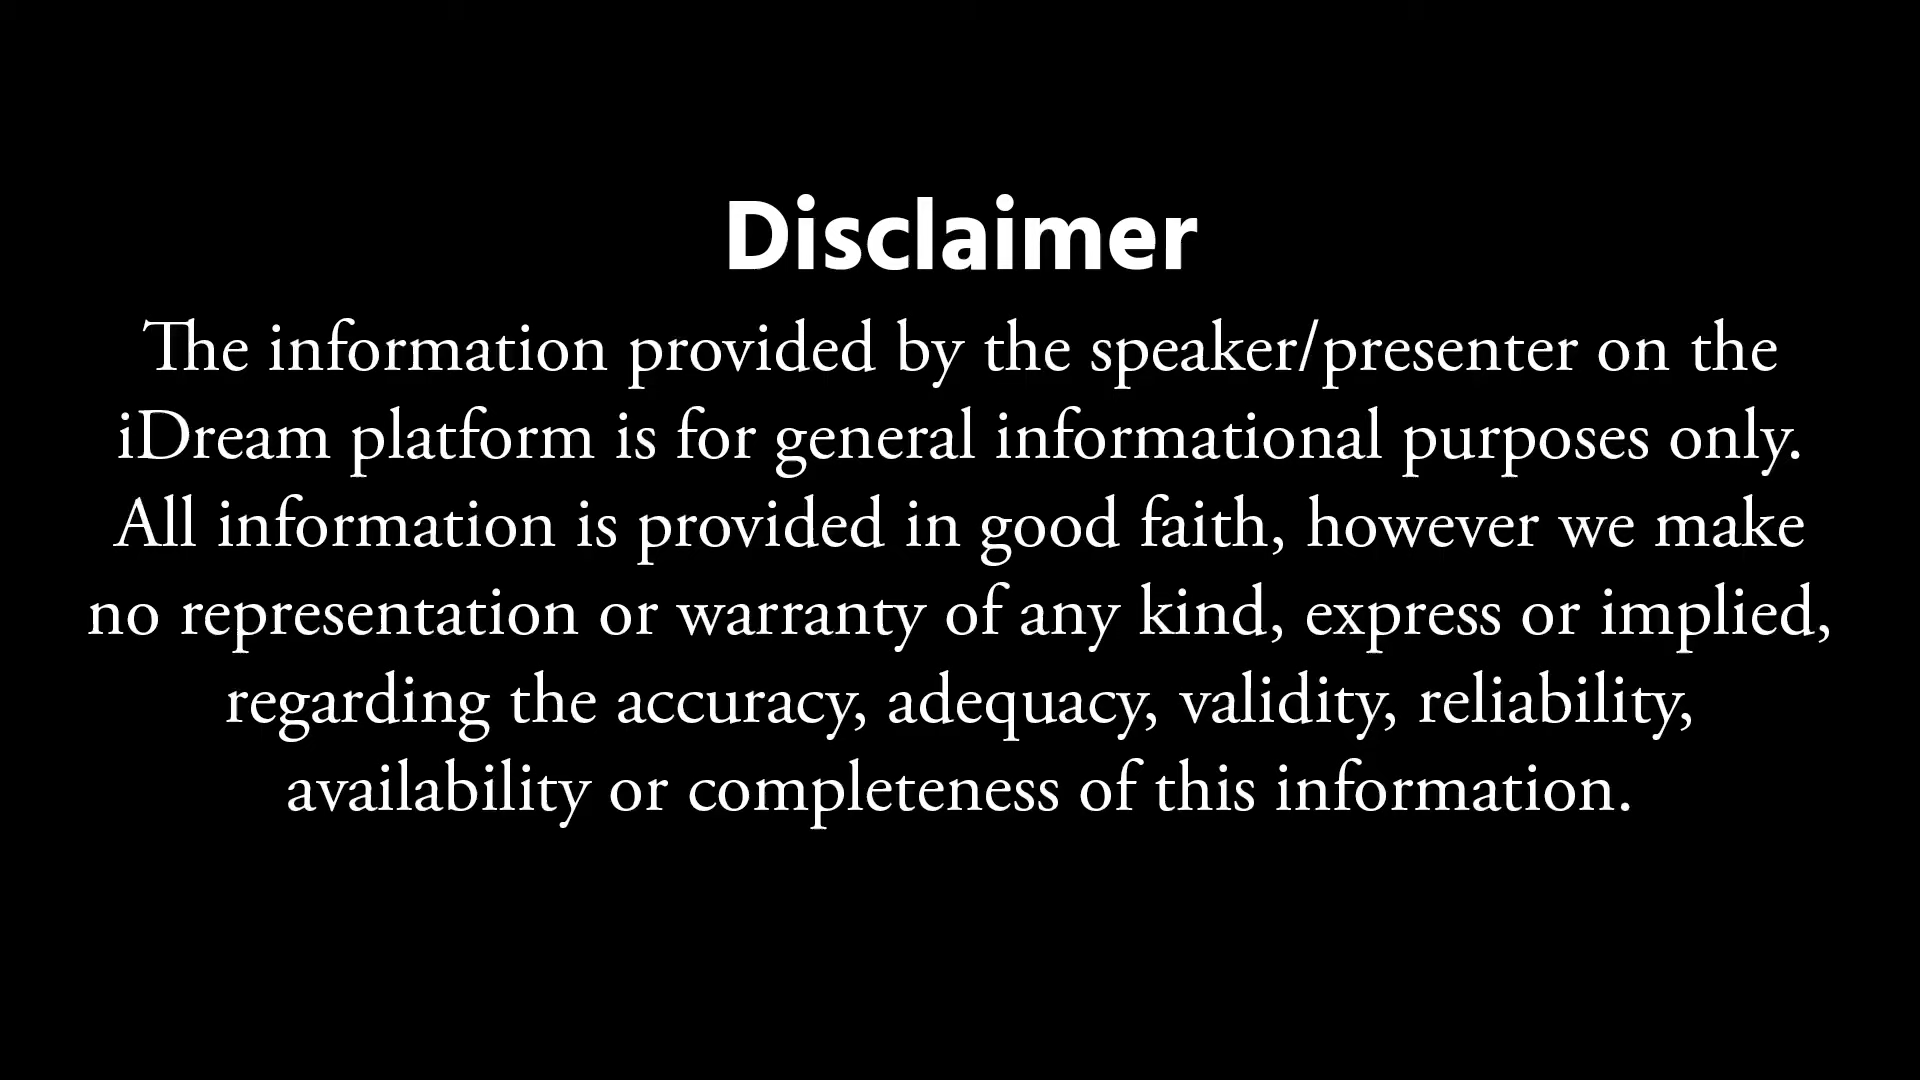 Disclaimer
The information provided by the speaker/presenter on the
iDream platform is for general informational purposes only.
All information is provided in good faith, however we make
no representation or warranty of any kind, express or implied,
regarding the accuracy, adequacy, validity, reliability,
availability or completeness of this information.